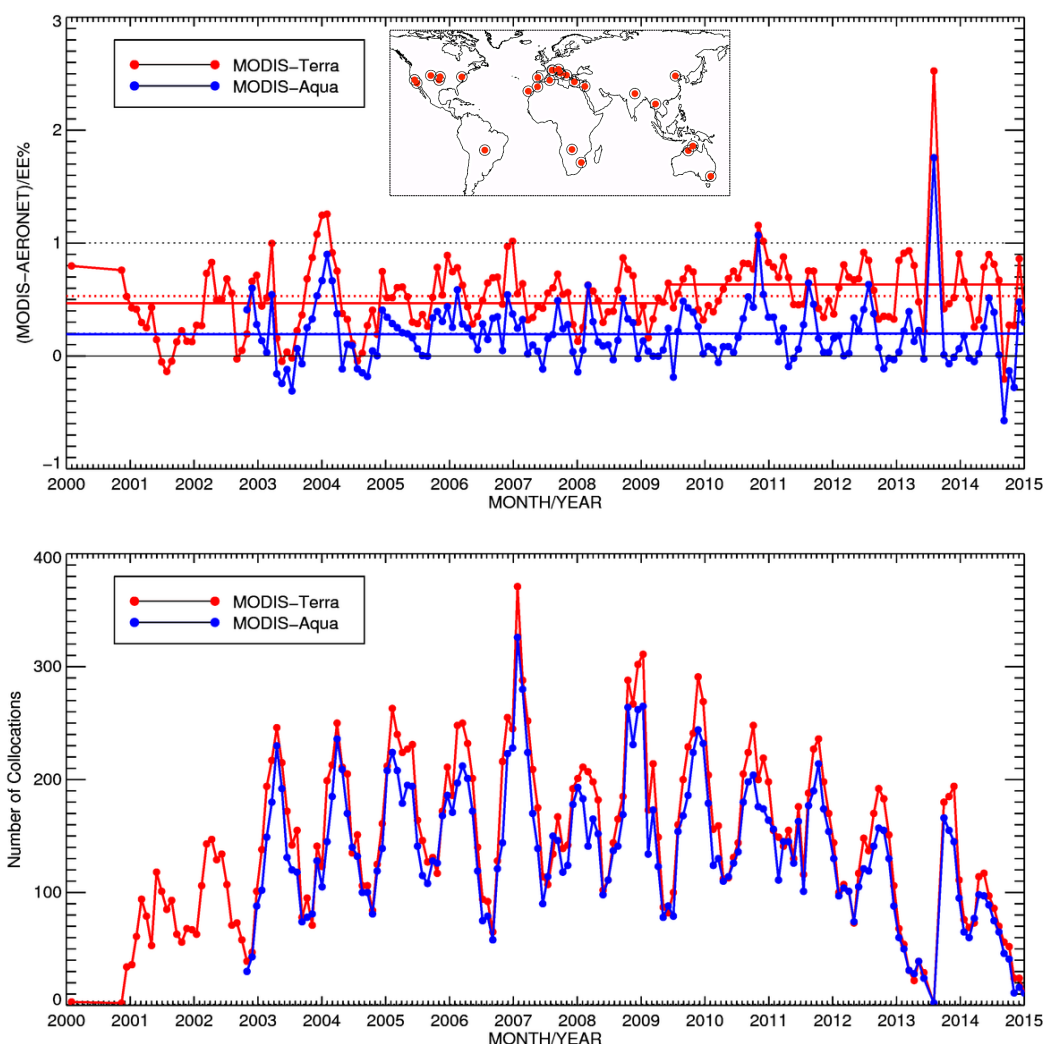 3
2
1
0
−1
(MODIS−AERONET)/EE%
MODIS−Terra
MODIS−Aqua
2000 2001 2002 2003 2004 2005 2006 2007 2008 2009 2010 2011 2012 2013 2014 2015
MONTH/YEAR
400
300
200
100
0
Number of Collocations
MODIS−Terra
MODIS−Aqua
2000 2001 2002 2003 2004 2005 2006 2007 2008 2009 2010 2011 2012 2013 2014 2015
MONTH/YEAR